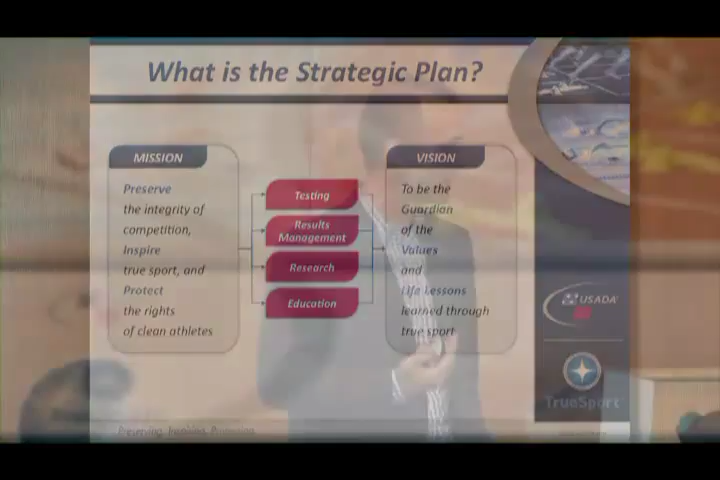 What is the Strategic Plan?
MISSION
Preserve
the integrity of
competition,
Inspire
true sport, and
Protect
the rights
of clean athletes
Testing
Results
Management
Research
Education
VISION
To be the
Guardian
of the
Values
and
Life Lessons
learned through
true sport
USADA
TrueSport
Preserving. Inspiring. Protecting.